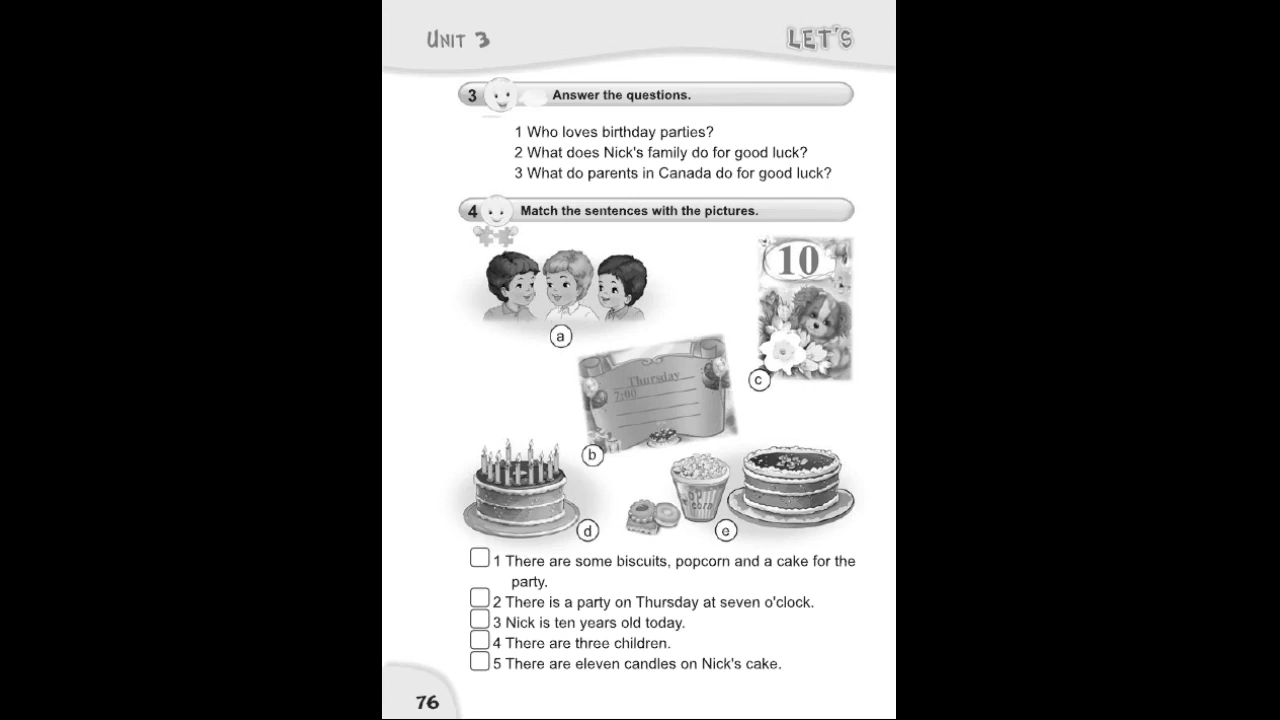 UNIT 3
LET'S
3 Answer the questions.
1 Who loves birthday parties?
2 What does Nick's family do for good luck?
3 What do parents in Canada do for good luck?
4 Match the sentences with the pictures.
10
a
Thursday
7:00
c
b
POP
corn
d
e
1 There are some biscuits, popcorn and a cake for the
party.
2 There is a party on Thursday at seven o'clock.
3 Nick is ten years old today.
4 There are three children.
5 There are eleven candles on Nick's cake.
76